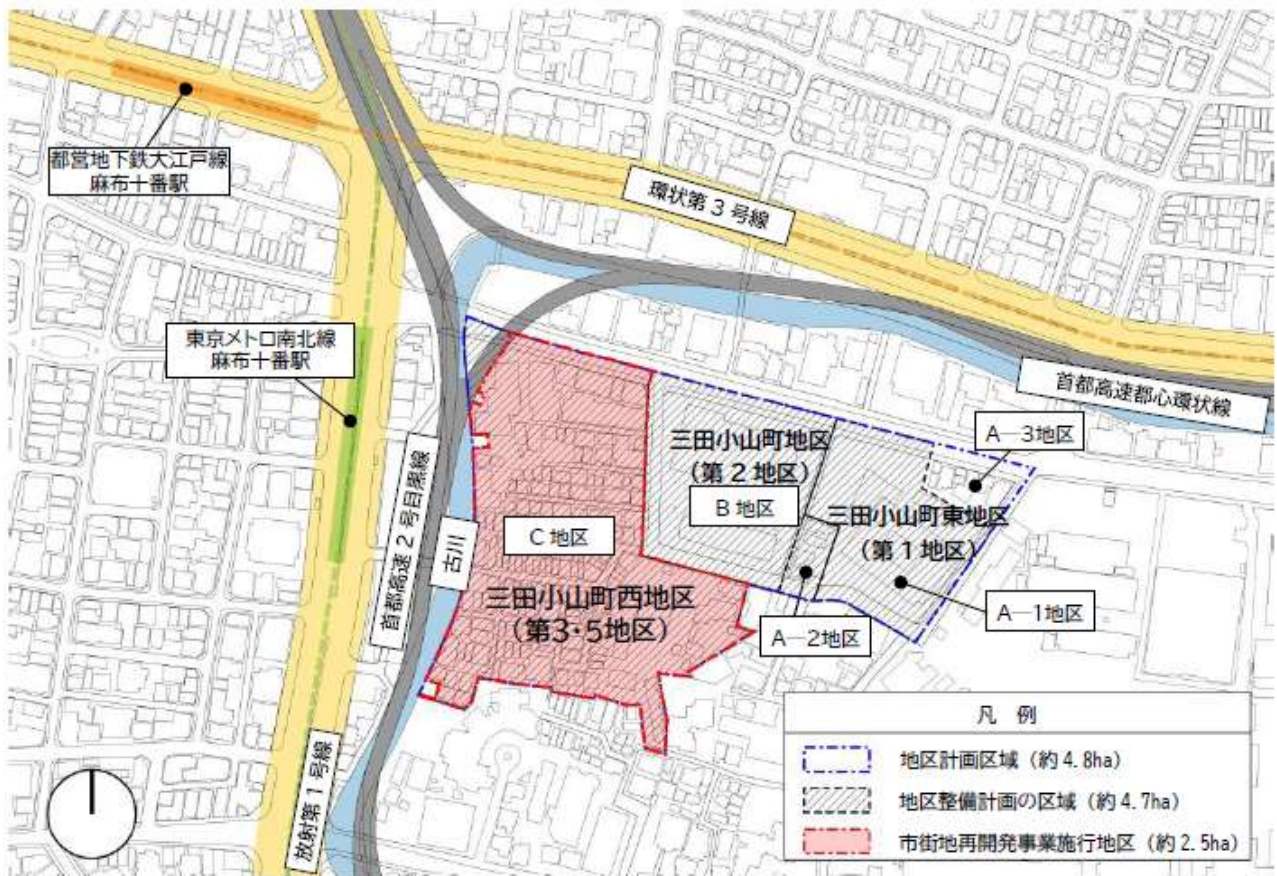 都営地下鉄大江戸線
麻布十番駅
環状第3号線
東京メトロ南北線
麻布十番駅
首都高速都心環状線
A―3地区
三田小山町地区
(第2地区)
B地区
三田小山町東地区
(第1地区)
首都高速2号目黒線
古川
C地区
三田小山町西地区
(第3・5地区)
A―1地区
A―2地区
放射第1号線
凡 例
地区計画区域(約4.8ha)
地区整備計画の区域(約4.7ha)
市街地再開発事業施行地区(約2.5ha)